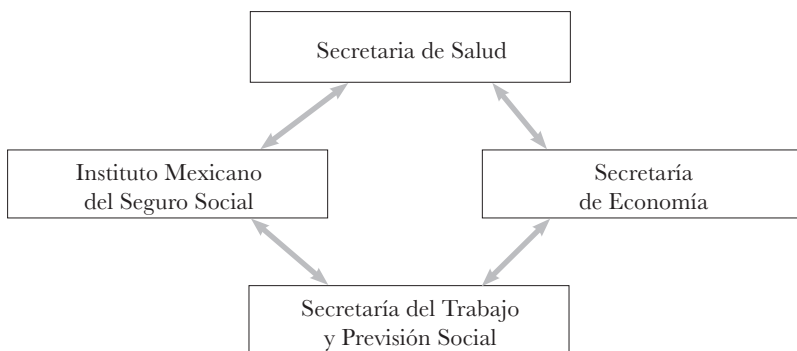 Secretaria de Salud
Instituto Mexicano
del Seguro Social
Secretaría
de Economía
Secretaría del Trabajo
y Previsión Social